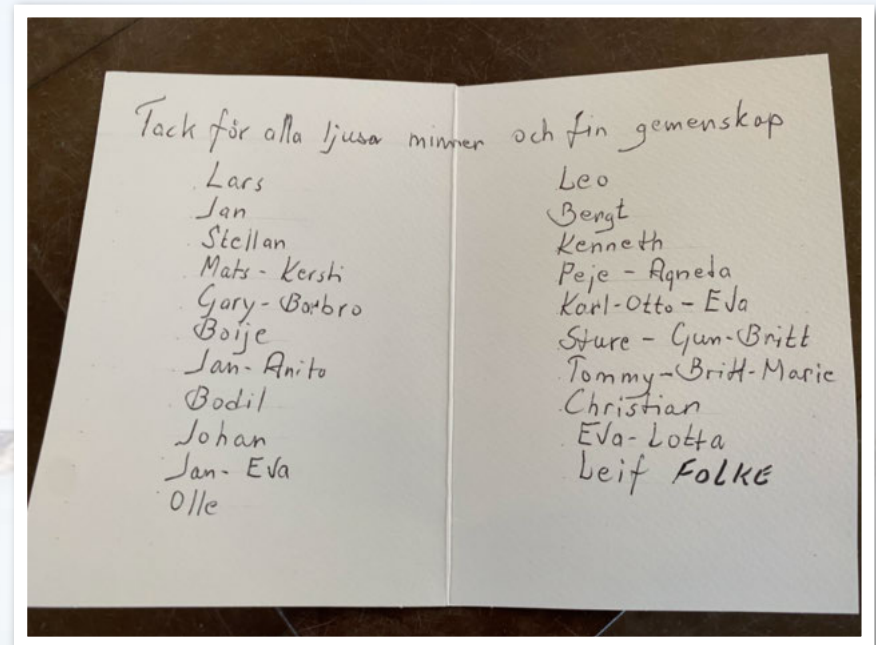 Tack för alla ljusa minner och fin gemenskap
Lars
Jan
Stellan
Mats - Kersti
Gary - Barbro
Boije
Jan - Anita
Bodil
Johan
Jan - Eva
Olle
Leo
Bengt
Kenneth
Peje - Agneta
Karl-Otto - Eva
Sture - Gun-Britt
Tommy - Britt-Marie
Christian
Eva-Lotta
Leif FOLKE